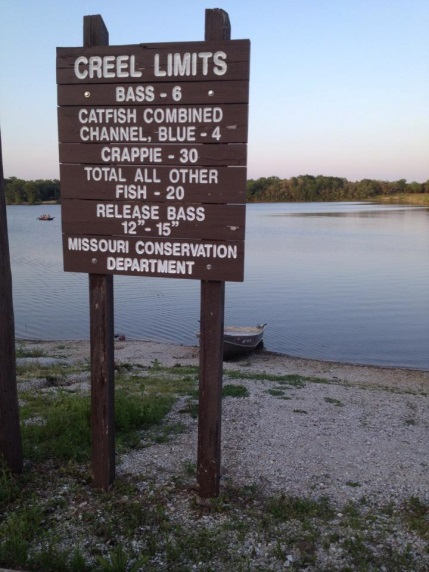 CREEL LIMITS
BASS - 6
CATFISH COMBINED
CHANNEL, BLUE - 4
CRAPPIE - 30
TOTAL ALL OTHER
FISH - 20
RELEASE BASS
12"- 15"
MISSOURI CONSERVATION
DEPARTMENT